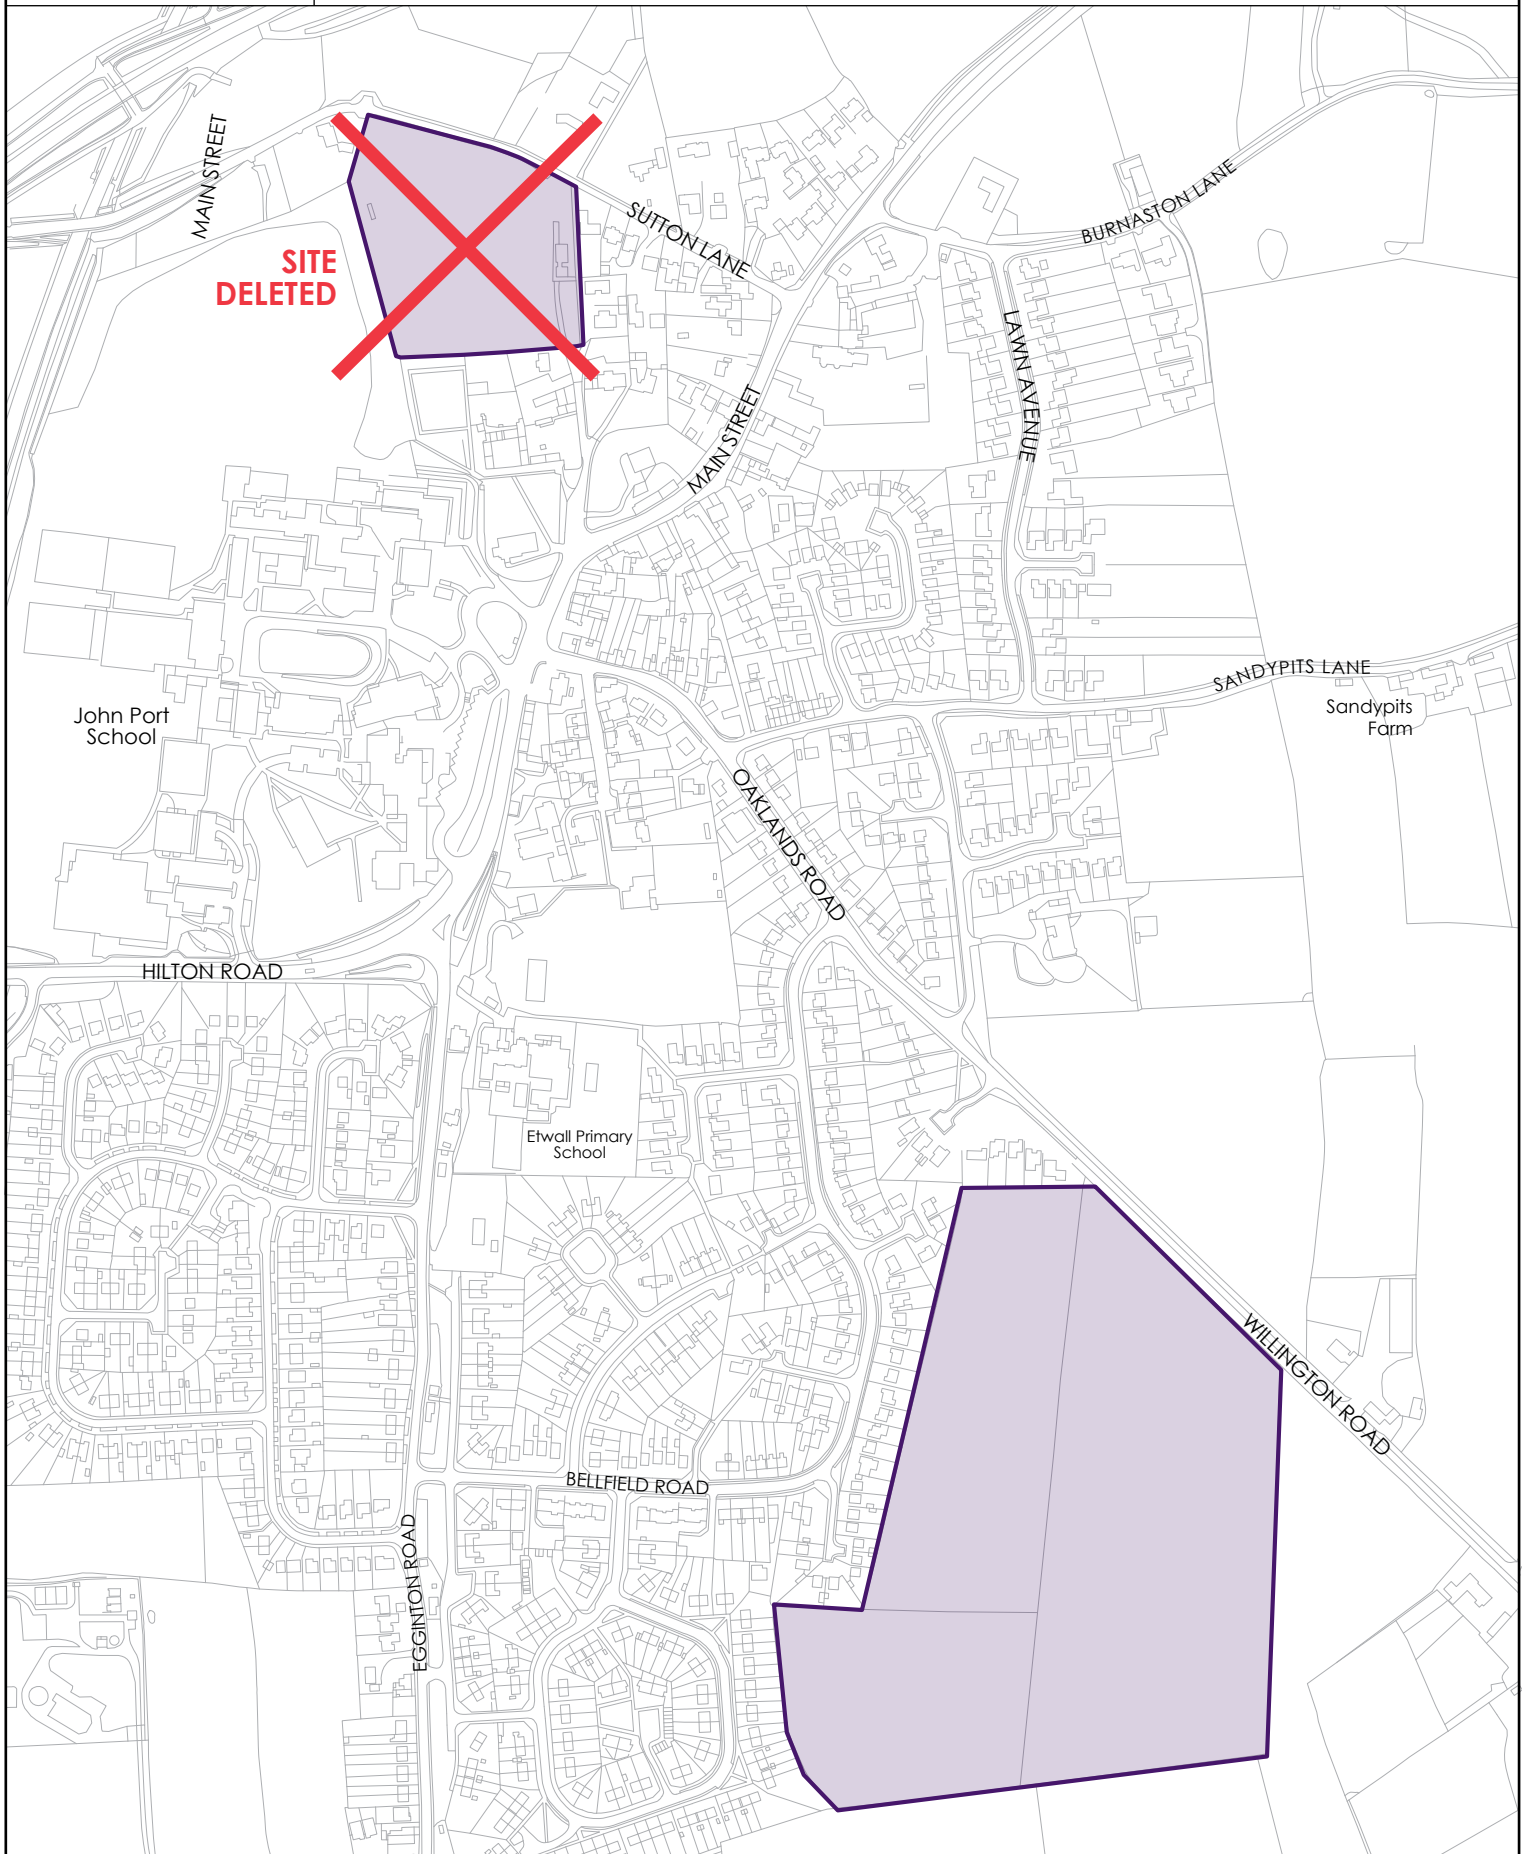 MAIN STREET
SITE
DELETED
SUTTON LANE
BURNASTON LANE
LAWN AVENUE
MAIN STREET
SANDYPITS LANE
Sandypits
Farm
John Port
School
OAKLANDS ROAD
HILTON ROAD
Etwall Primary
School
WILLINGTON ROAD
BELLFIELD ROAD
EGGINTON ROAD